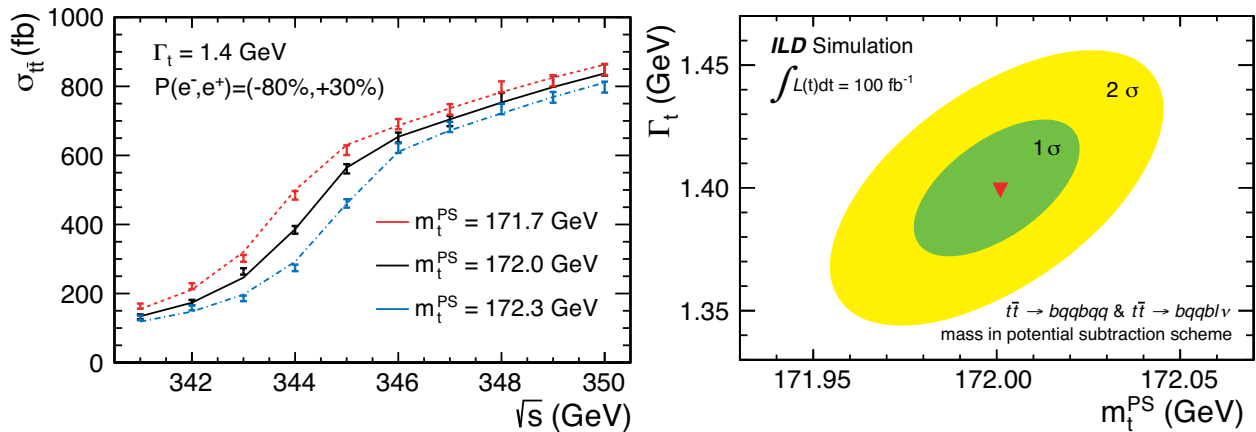 σtt̄ (fb)
1000
800
600
400
200
0
Γt = 1.4 GeV
P(e-,e+)=(-80%,+30%)
mtPS = 171.7 GeV
mtPS = 172.0 GeV
mtPS = 172.3 GeV
342 344 346 348 350
√s (GeV)
Γt (GeV)
1.45
1.40
1.35
ILD Simulation
∫L(t)dt = 100 fb-1
2 σ
1 σ
tt̄ → bqqbqq & tt̄ → bqqblν
mass in potential subtraction scheme
171.95 172.00 172.05
mtPS (GeV)